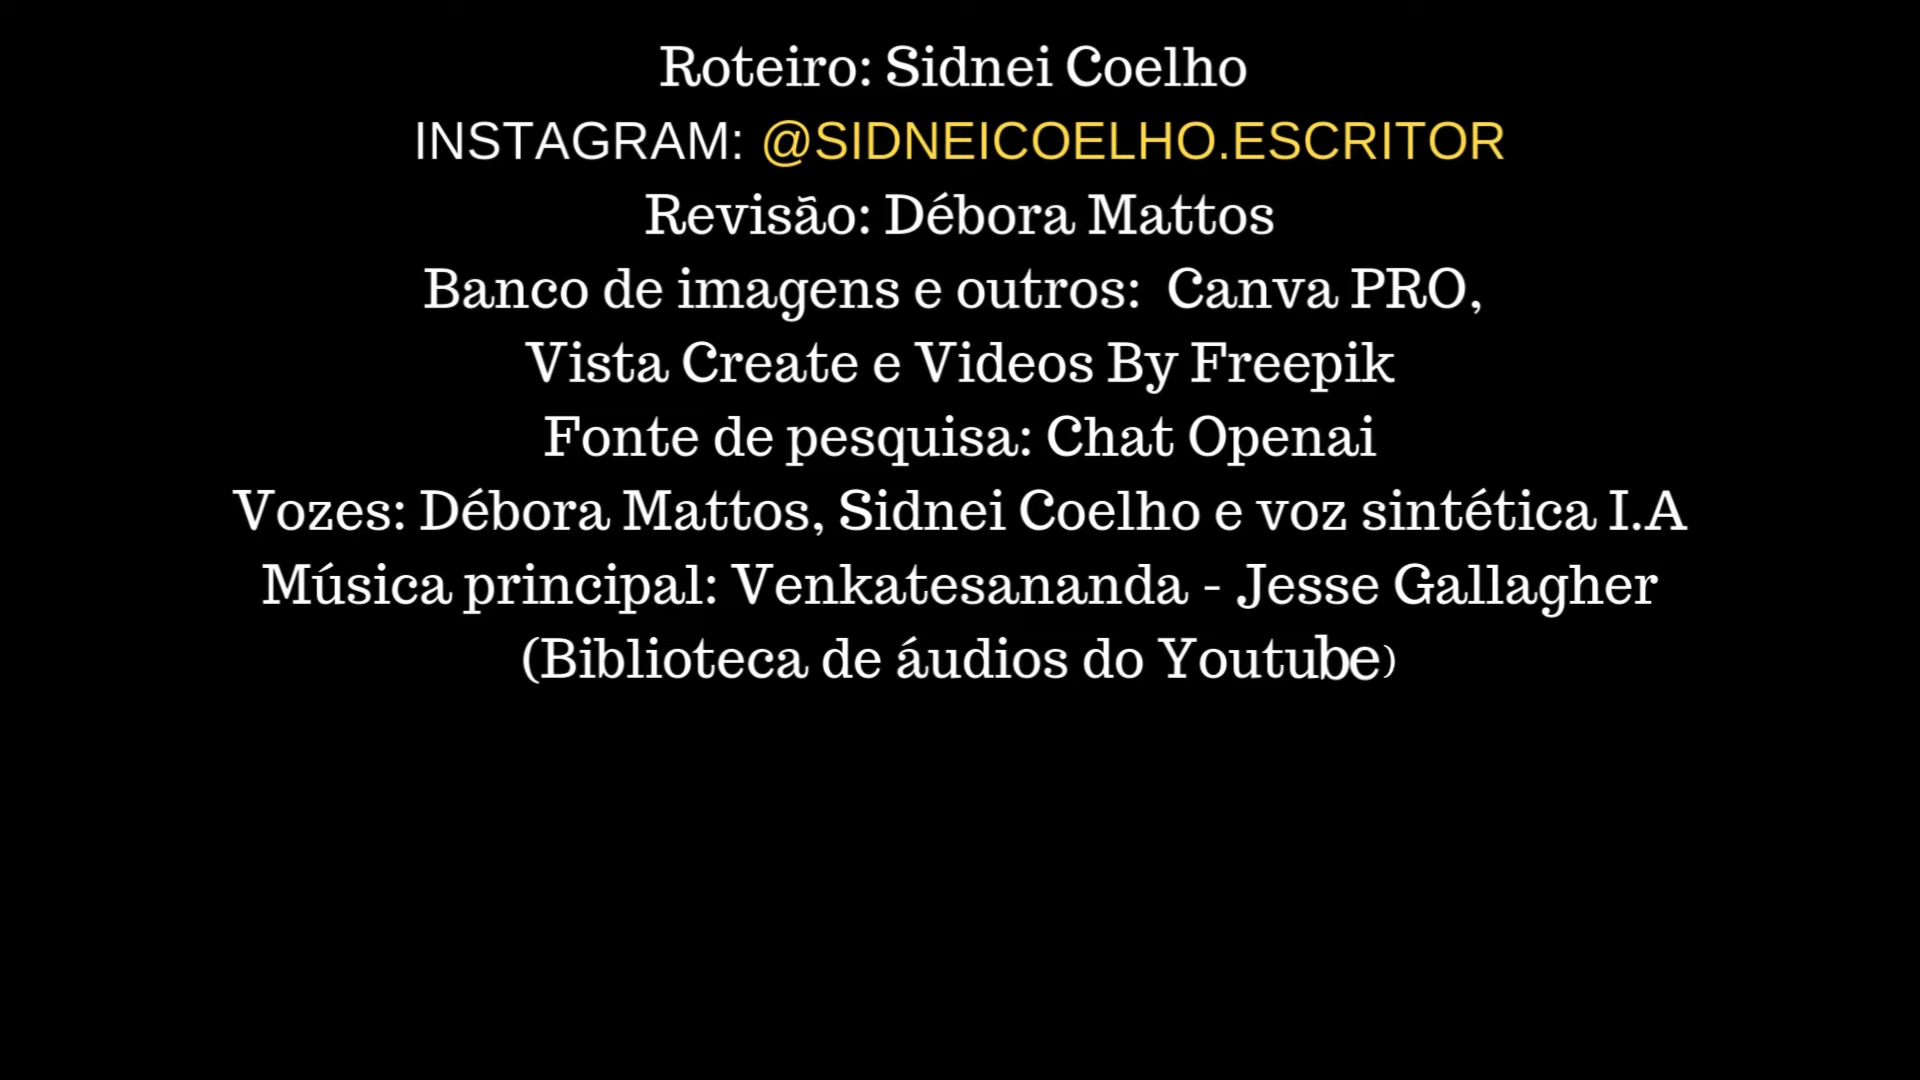 Roteiro: Sidnei Coelho
INSTAGRAM: @SIDNEICOELHO.ESCRITOR
Revisão: Débora Mattos
Banco de imagens e outros: Canva PRO,
Vista Create e Videos By Freepik
Fonte de pesquisa: Chat Openai
Vozes: Débora Mattos, Sidnei Coelho e voz sintética I.A
Música principal: Venkatesananda - Jesse Gallagher
(Biblioteca de áudios do Youtube)